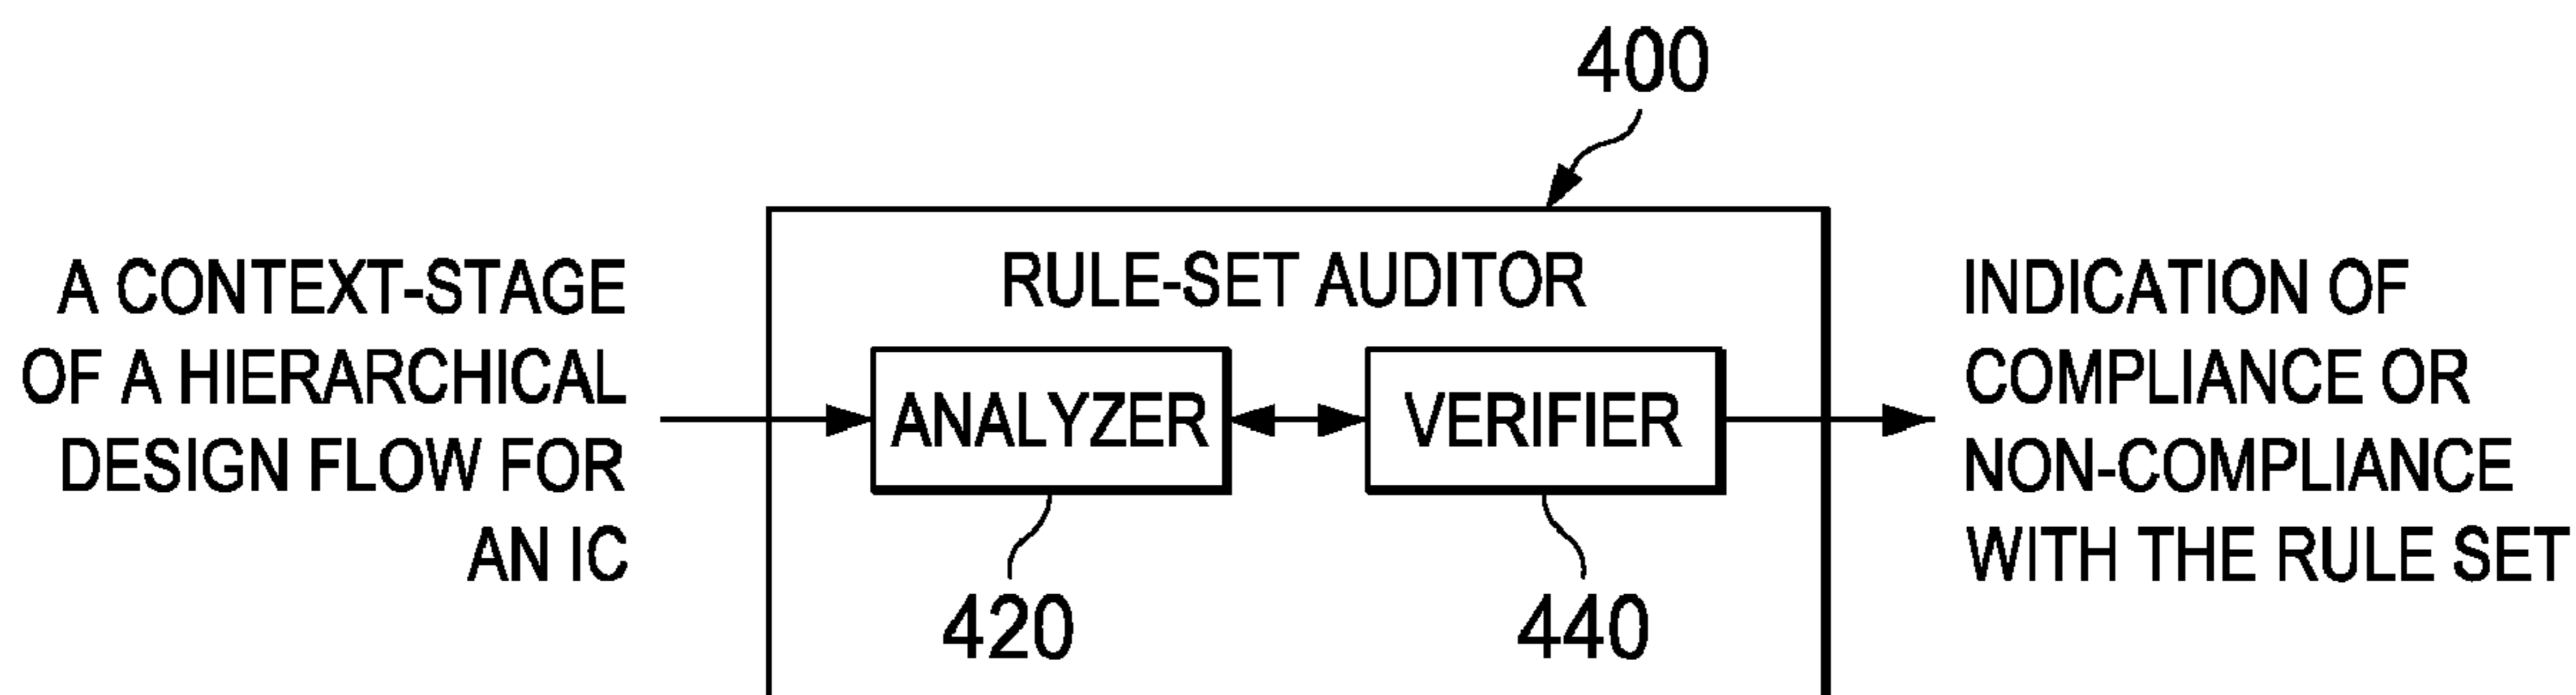 400
A CONTEXT-STAGE
OF A HIERARCHICAL
DESIGN FLOW FOR
AN IC
RULE-SET AUDITOR
ANALYZER
VERIFIER
420
440
INDICATION OF
COMPLIANCE OR
NON-COMPLIANCE
WITH THE RULE SET